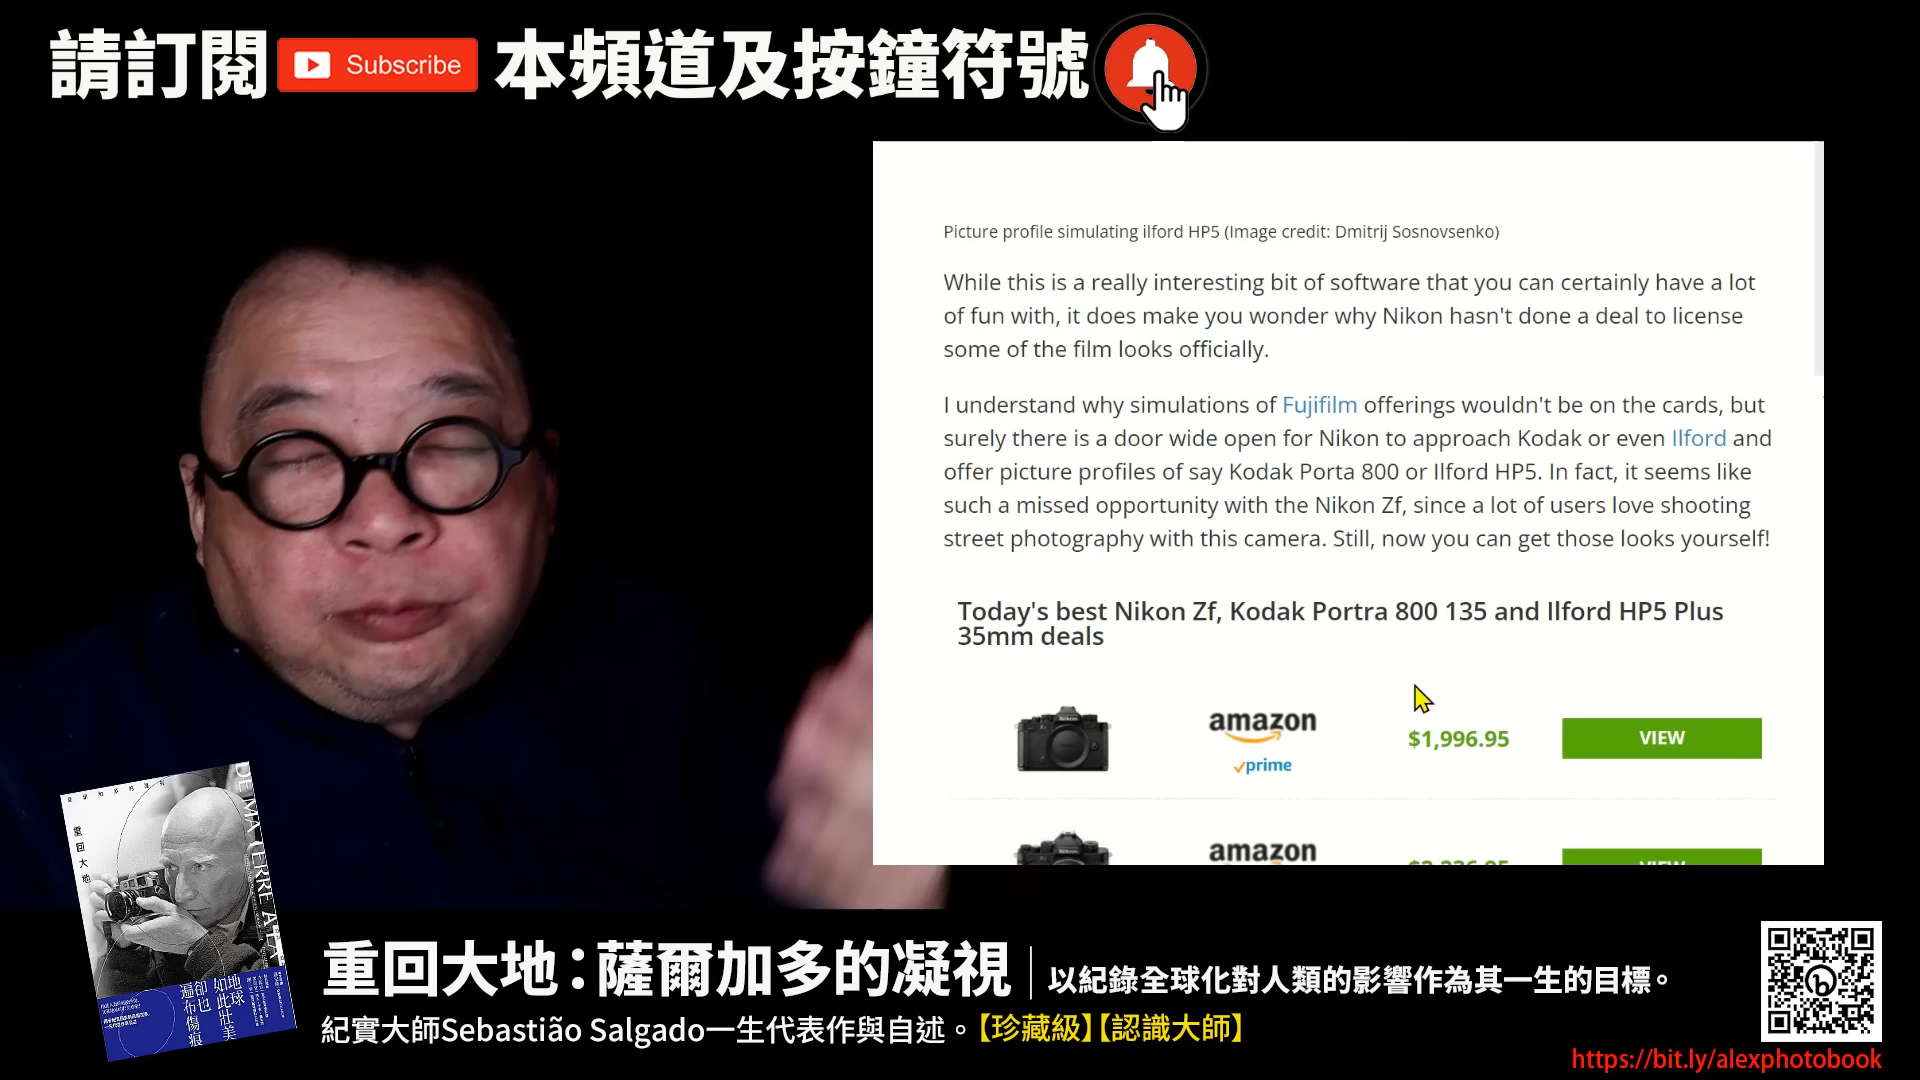 請訂閱 Subscribe 本頻道及按鐘符號
Picture profile simulating ilford HP5 (Image credit: Dmitrij Sosnovsenko)
While this is a really interesting bit of software that you can certainly have a lot
of fun with, it does make you wonder why Nikon hasn't done a deal to license
some of the film looks officially.
I understand why simulations of Fujifilm offerings wouldn't be on the cards, but
surely there is a door wide open for Nikon to approach Kodak or even Ilford and
offer picture profiles of say Kodak Porta 800 or Ilford HP5. In fact, it seems like
such a missed opportunity with the Nikon Zf, since a lot of users love shooting
street photography with this camera. Still, now you can get those looks yourself!
Today's best Nikon Zf, Kodak Portra 800 135 and Ilford HP5 Plus
35mm deals
amazon
prime
$1,996.95
VIEW
amazon
VIEW
重回大地
DE MA TERRE
地球
如此壯美
卻也
遍布傷痕
重回大地：薩爾加多的凝視｜以紀錄全球化對人類的影響作為其一生的目標。
紀實大師Sebastião Salgado一生代表作與自述。【珍藏級】【認識大師】
https://bit.ly/alexphotobook